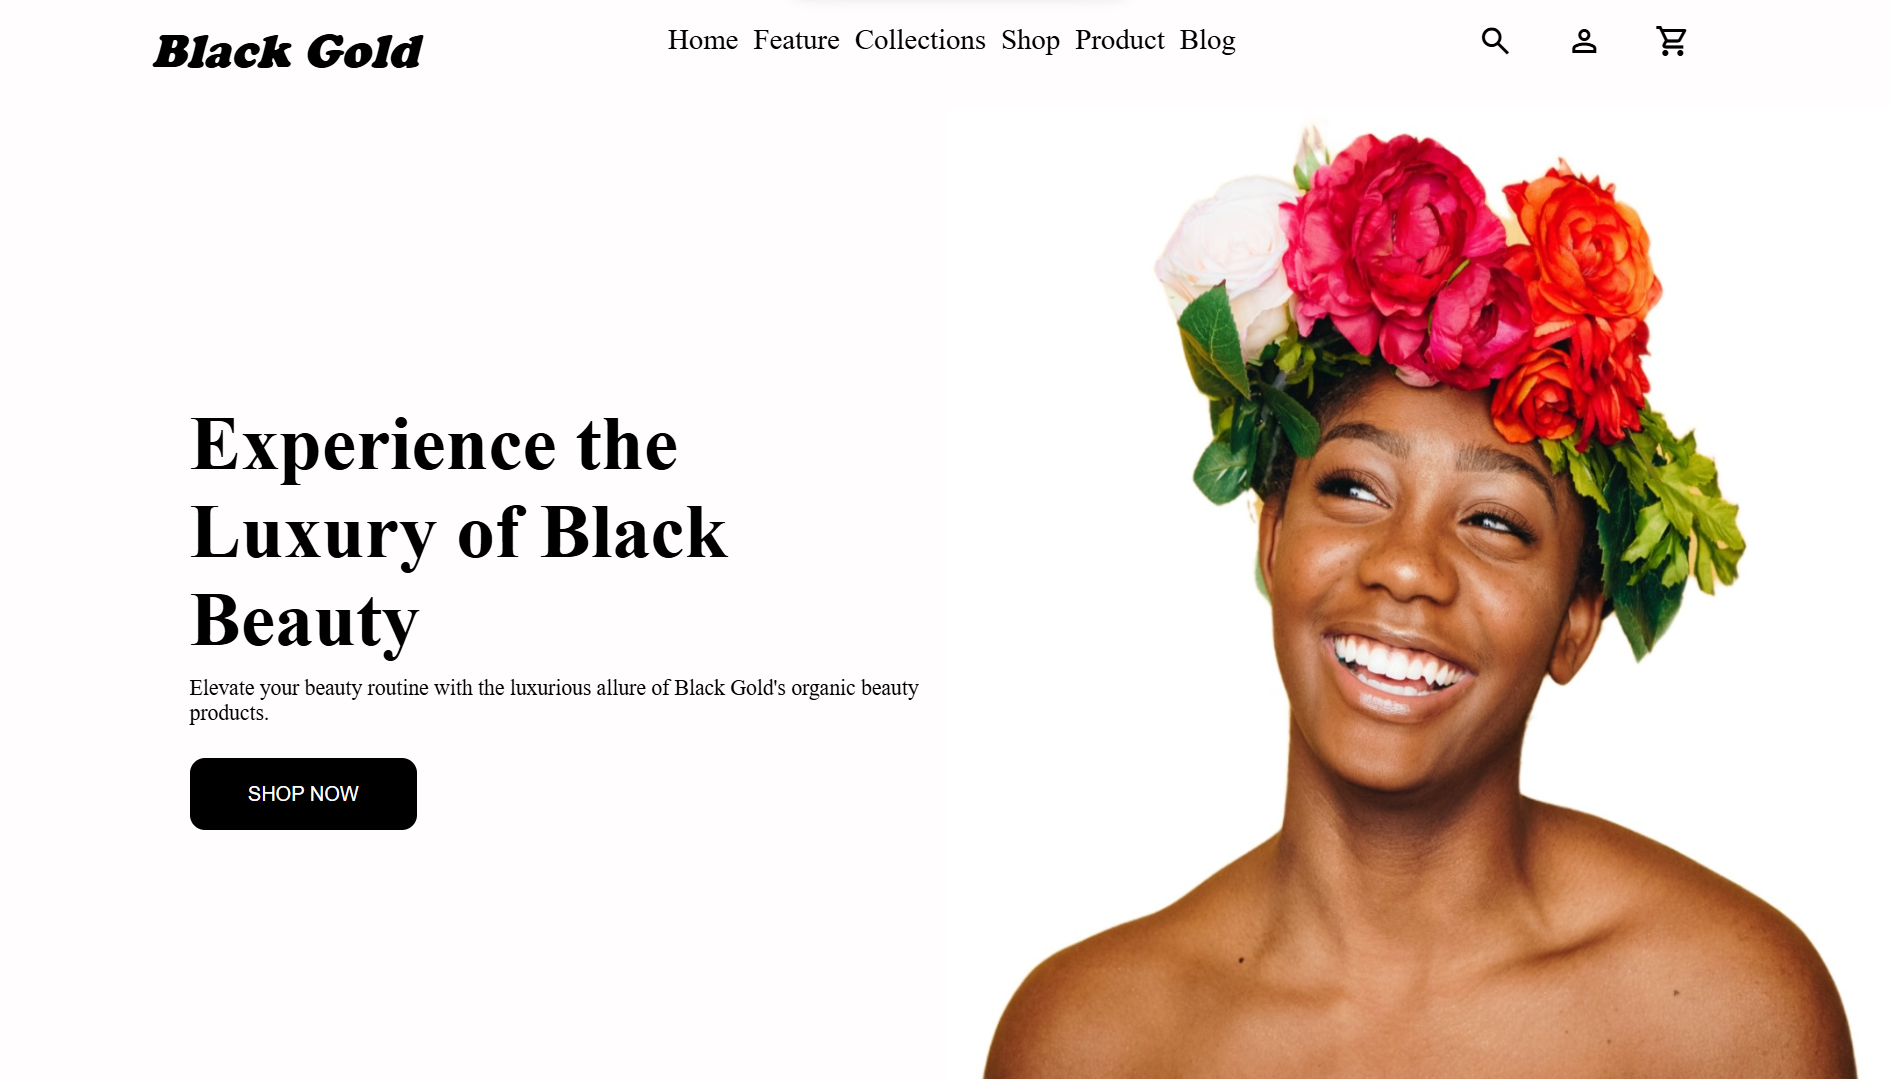 Black Gold
Home Feature Collections Shop Product Blog
Experience the
Luxury of Black
Beauty
Elevate your beauty routine with the luxurious allure of Black Gold's organic beauty
products.
SHOP NOW